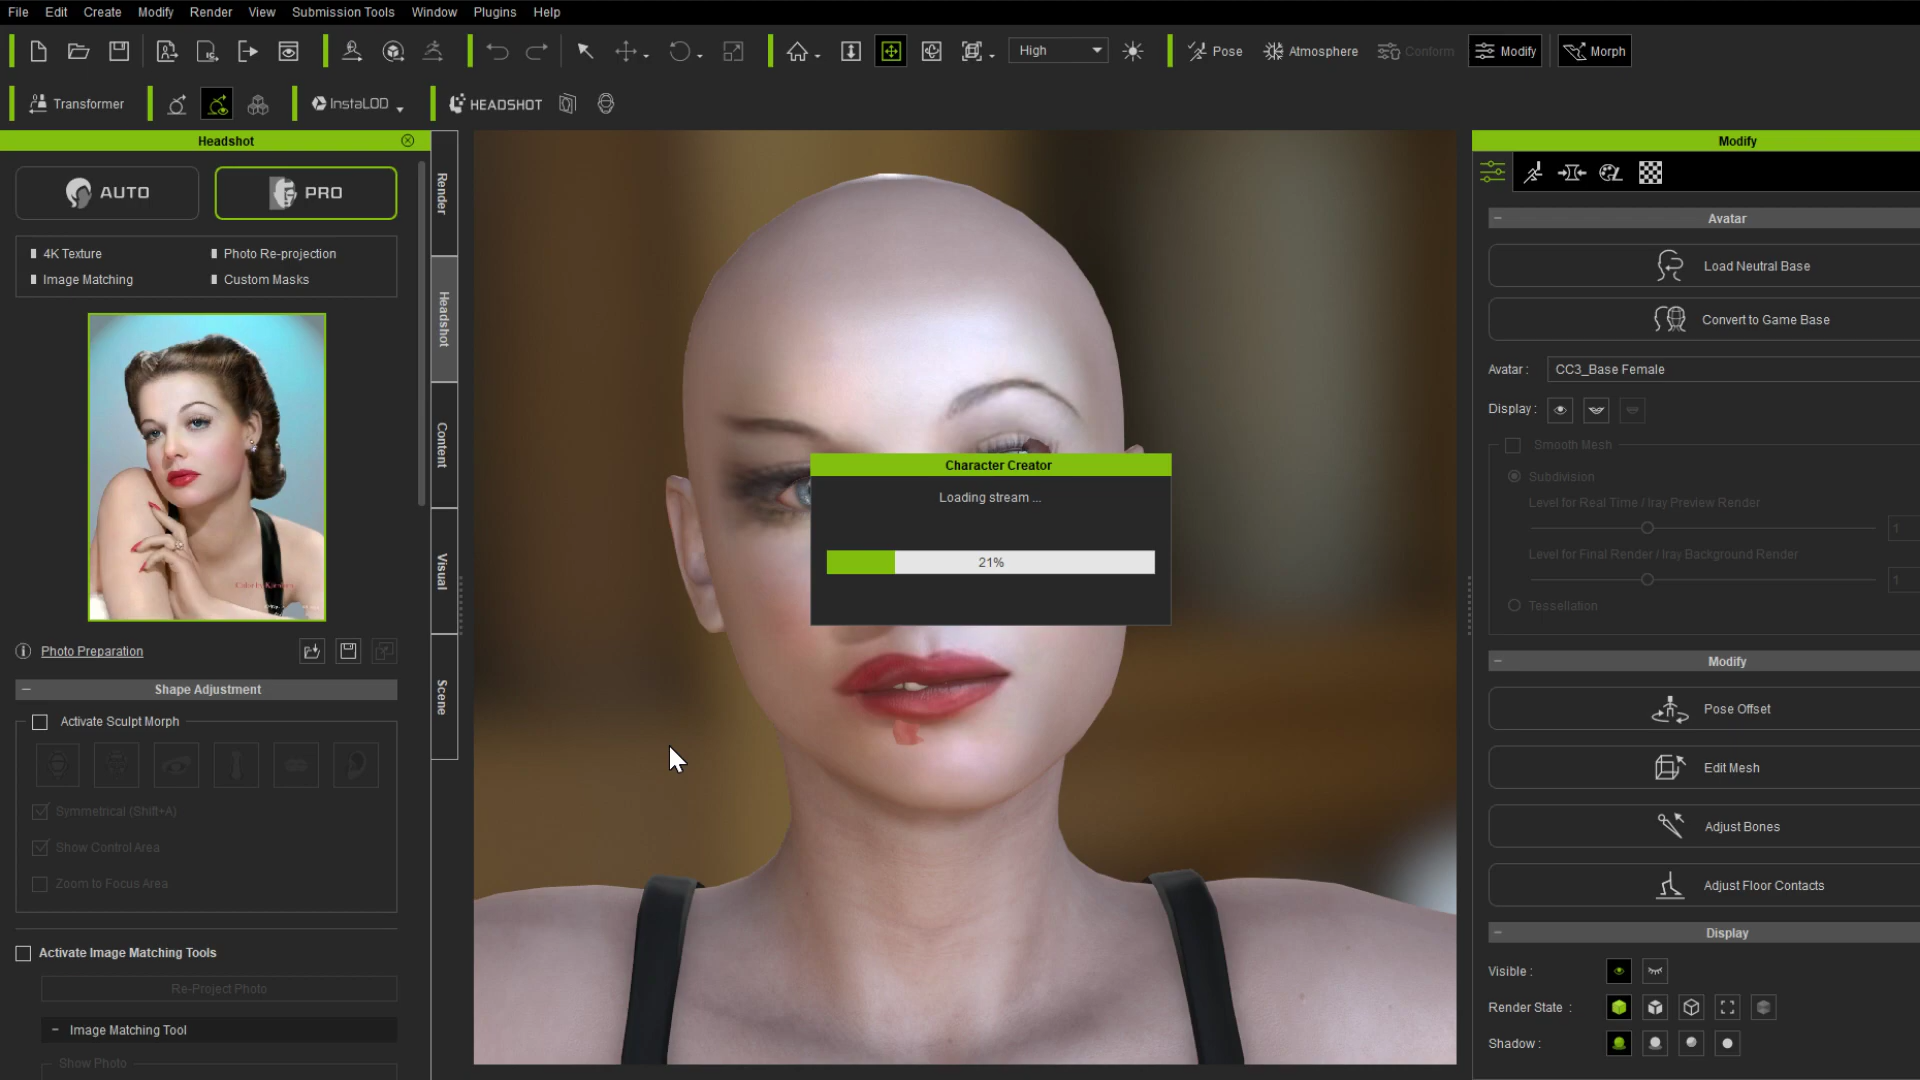 File Edit Create Modify Render View Submission Tools Window Plugins Help
High Pose Atmosphere Conform Modify Morph
Transformer InstaLOD HEADSHOT
Headshot
AUTO PRO
4K Texture Photo Re-projection
Image Matching Custom Masks
Photo Preparation
Shape Adjustment
Activate Sculpt Morph
Symmetrical (Shift+A)
Show Control Area
Zoom to Focus Area
Activate Image Matching Tools
Re-Project Photo
Image Matching Tool
Show Photo
Render
Headshot
Content
Visual
Scene
Character Creator
Loading stream ...
21%
Modify
Avatar
Load Neutral Base
Convert to Game Base
Avatar : CC3_Base Female
Display :
Smooth Mesh
Subdivision
Level for Real Time / Iray Preview Render
1
Level for Final Render / Iray Background Render
1
Tessellation
Modify
Pose Offset
Edit Mesh
Adjust Bones
Adjust Floor Contacts
Display
Visible :
Render State :
Shadow :